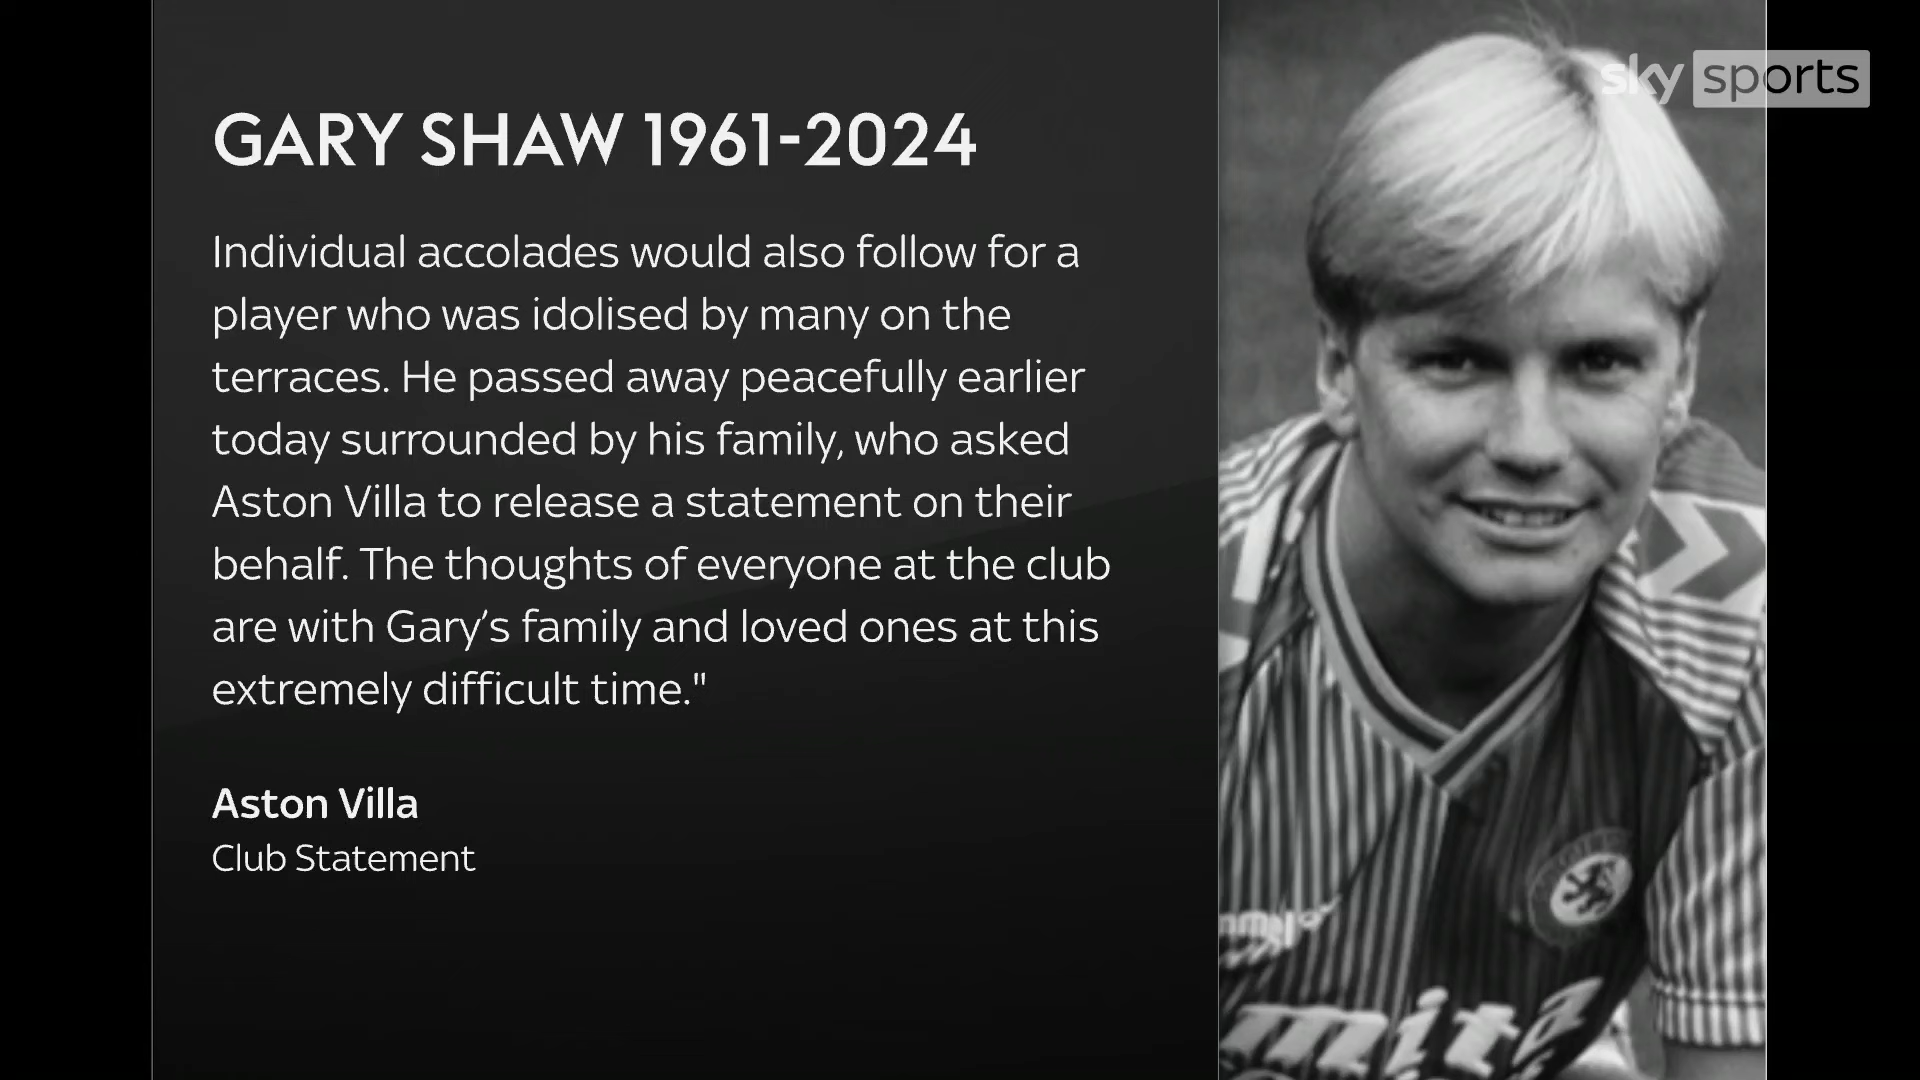 GARY SHAW 1961-2024
Individual accolades would also follow for a
player who was idolised by many on the
terraces. He passed away peacefully earlier
today surrounded by his family, who asked
Aston Villa to release a statement on their
behalf. The thoughts of everyone at the club
are with Gary’s family and loved ones at this
extremely difficult time."
Aston Villa
Club Statement
sky sports
mita